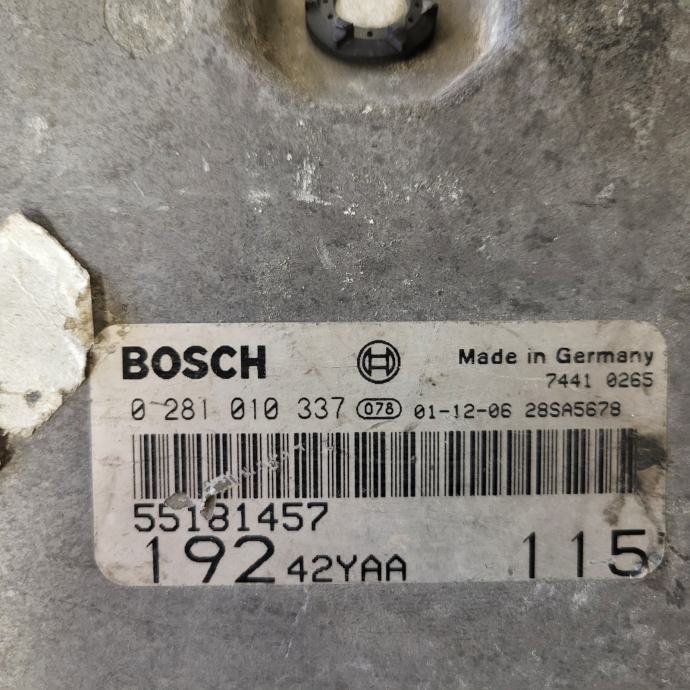 BOSCH Made in Germany
7441 0265
0 281 010 337 078 01-12-06 28SA5678
55181457
192 42YAA 115